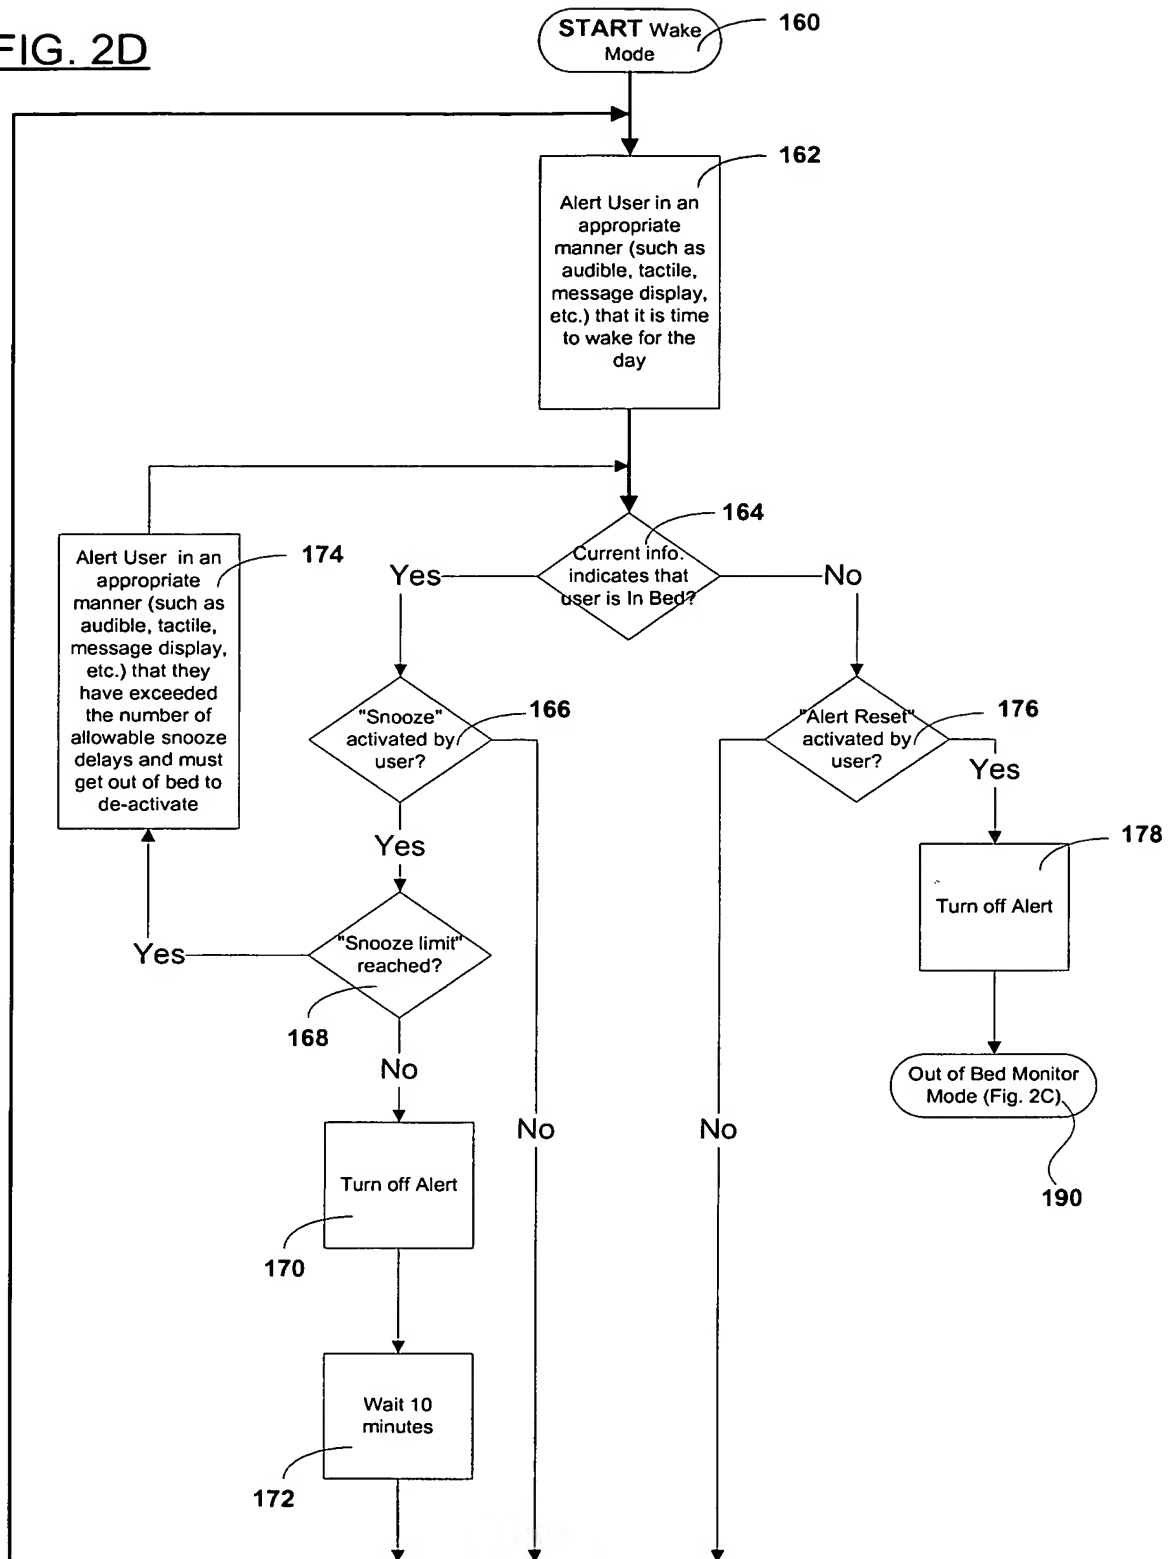 FIG. 2D
START Wake
Mode
160
162
Alert User in an
appropriate
manner (such as
audible, tactile,
message display,
etc.) that it is time
to wake for the
day
164
Current info.
indicates that
user is In Bed?
Yes
No
174
Alert User in an
appropriate
manner (such as
audible, tactile,
message display,
etc.) that they
have exceeded
the number of
allowable snooze
delays and must
get out of bed to
de-activate
"Snooze"
activated by
user?
166
"Alert Reset"
activated by
user?
176
Yes
Yes
178
Turn off Alert
"Snooze limit"
reached?
Yes
168
No
Out of Bed Monitor
Mode (Fig. 2C)
190
No
No
Turn off Alert
170
Wait 10
minutes
172